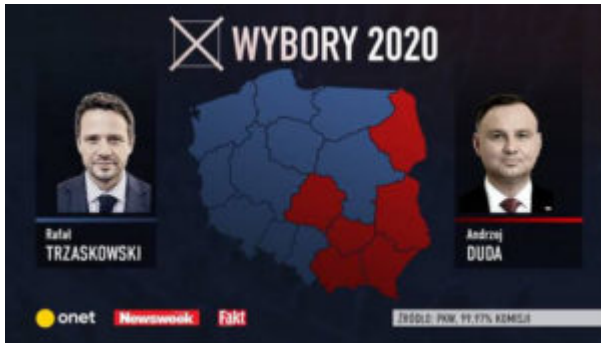 WYBORY 2020
Rafał
TRZASKOWSKI
Andrzej
DUDA
onet
Newsweek
Fakt
ŹRÓDŁO: PKW, 99,97% KOMISJI